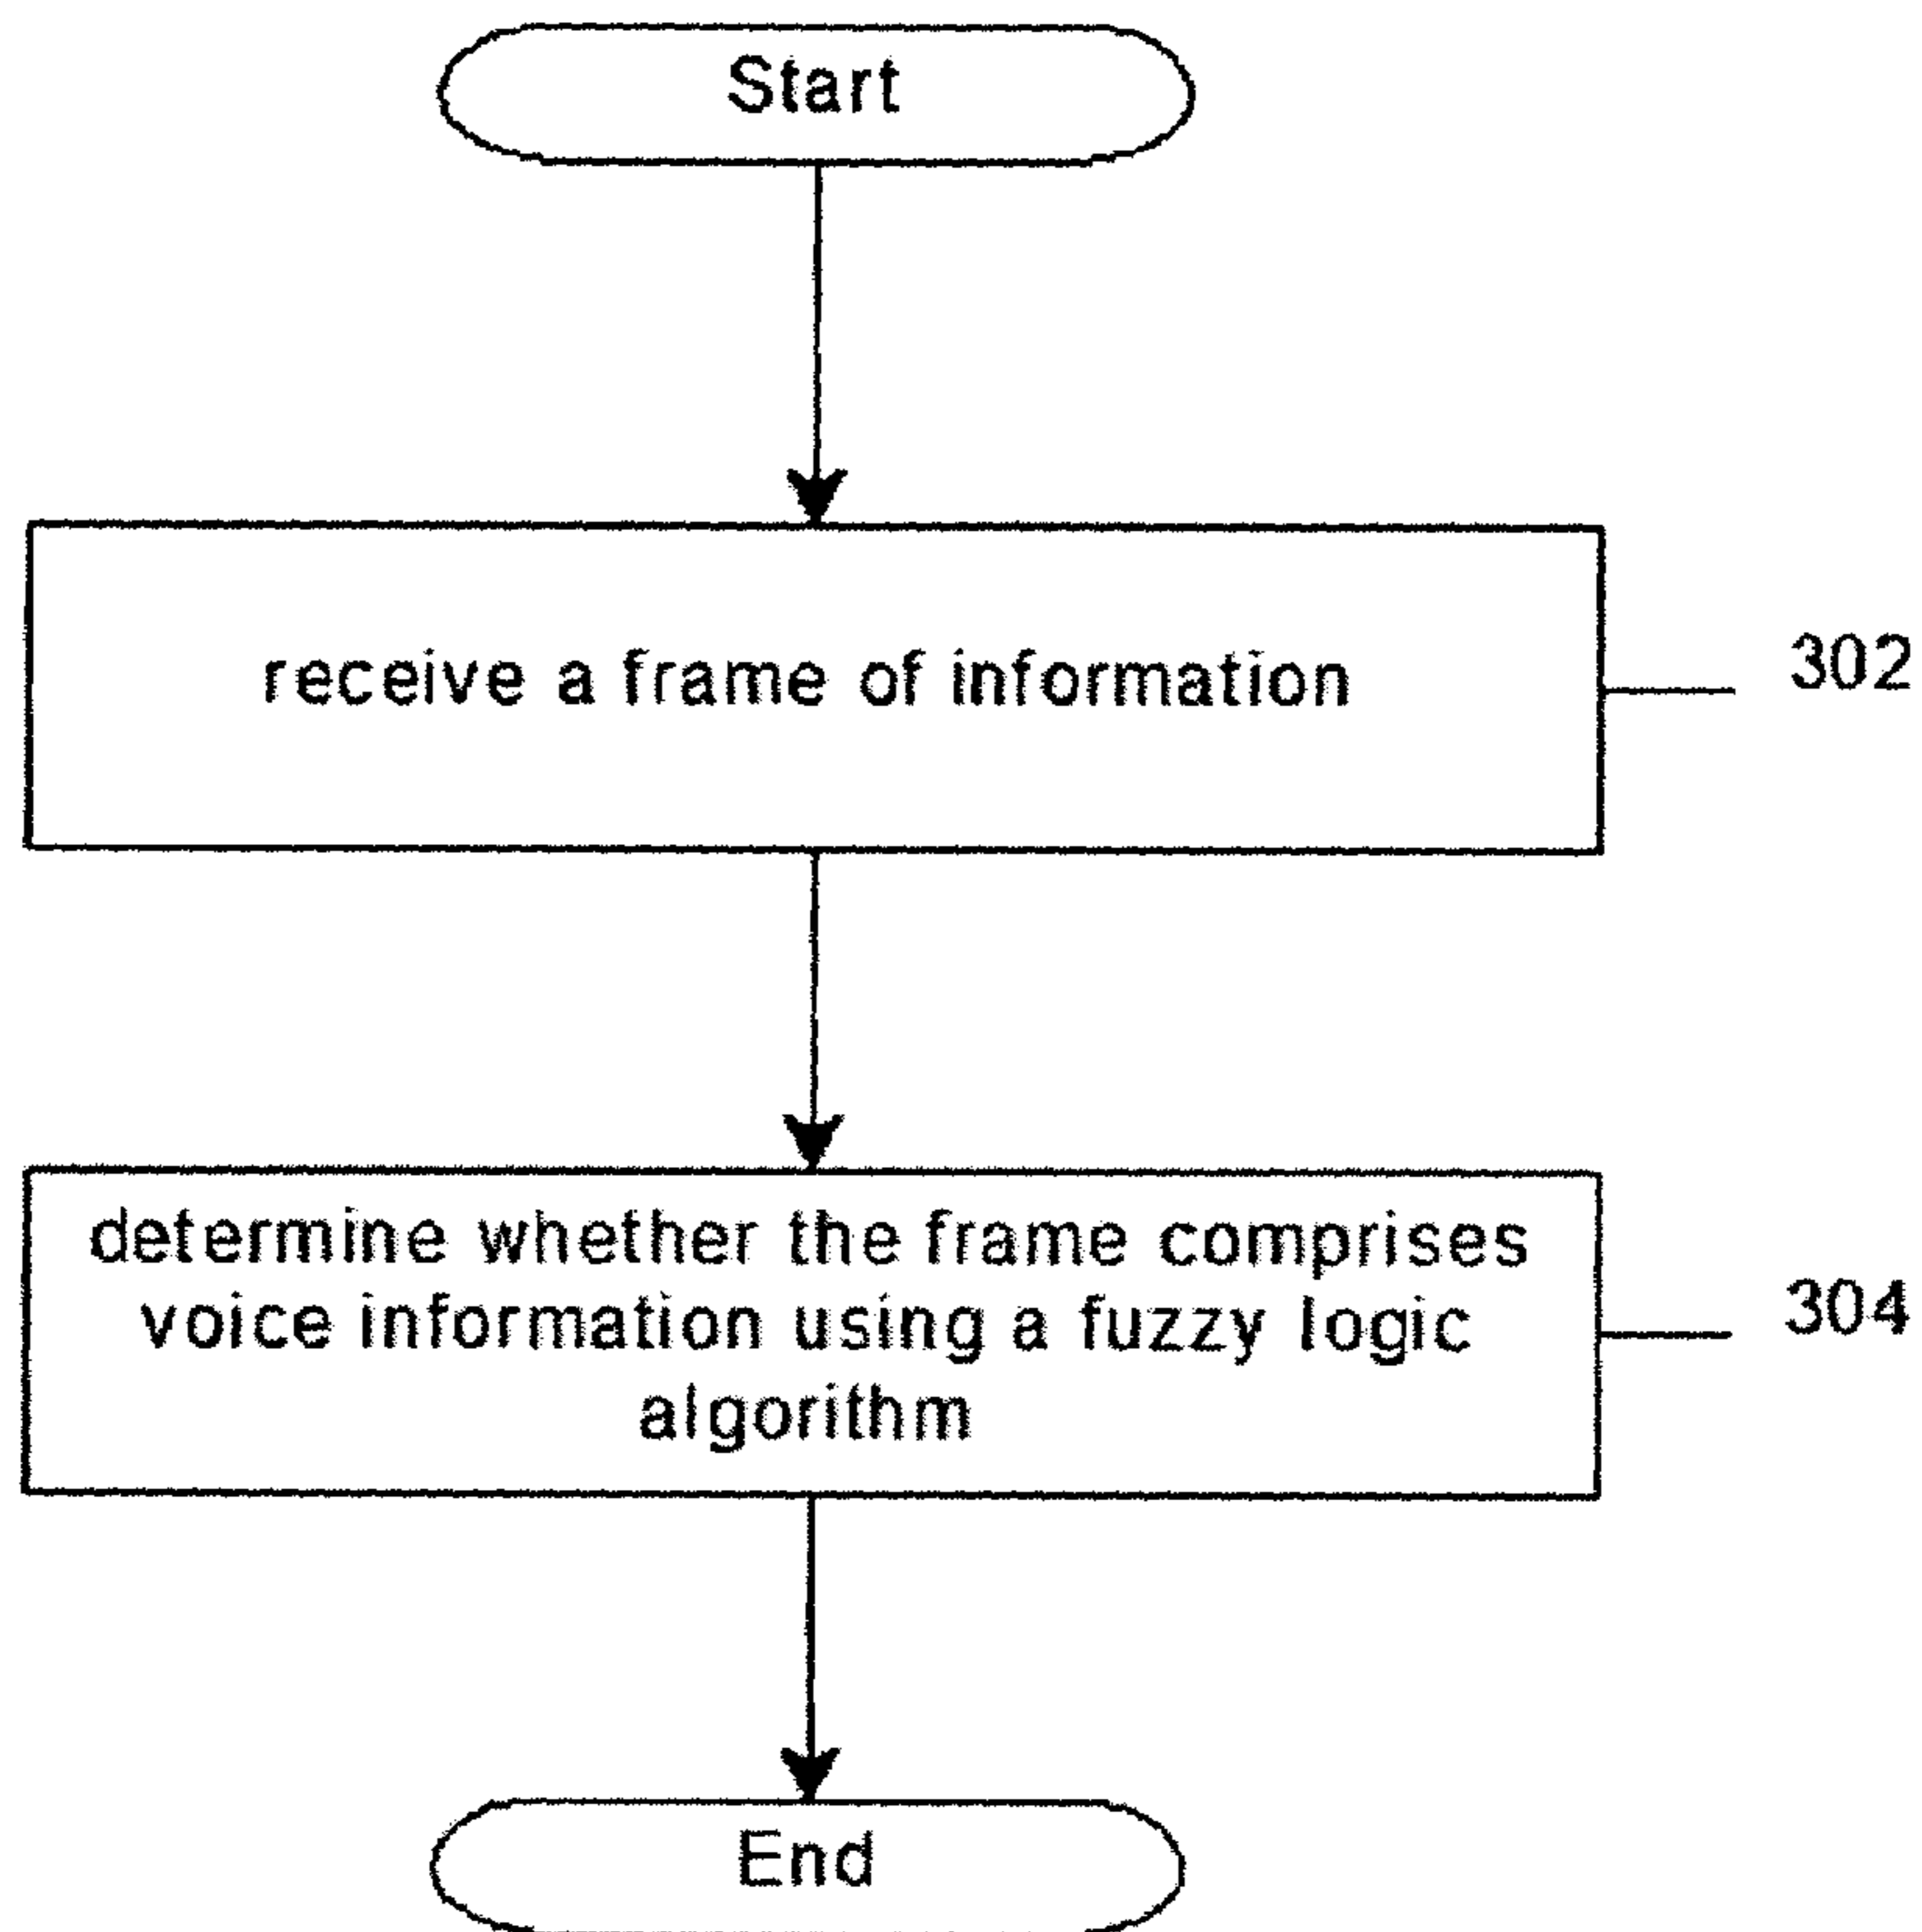 Start
receive a frame of information
302
determine whether the frame comprises
voice information using a fuzzy logic
algorithm
304
End